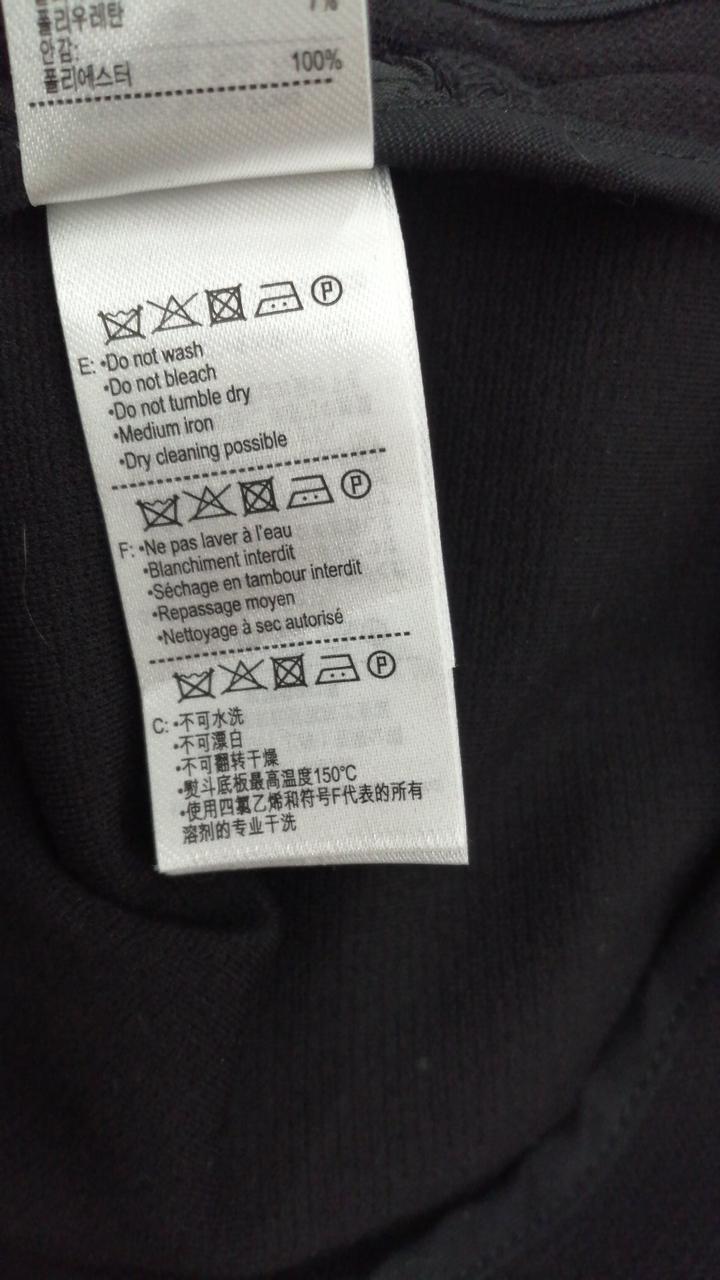 폴리우레탄 7%
안감:
폴리에스터 100%
P
E: •Do not wash
•Do not bleach
•Do not tumble dry
•Medium iron
•Dry cleaning possible
P
F: •Ne pas laver à l'eau
•Blanchiment interdit
•Séchage en tambour interdit
•Repassage moyen
•Nettoyage à sec autorisé
P
C: •不可水洗
•不可漂白
•不可翻转干燥
•熨斗底板最高温度150℃
•使用四氯乙烯和符号F代表的所有
溶剂的专业干洗